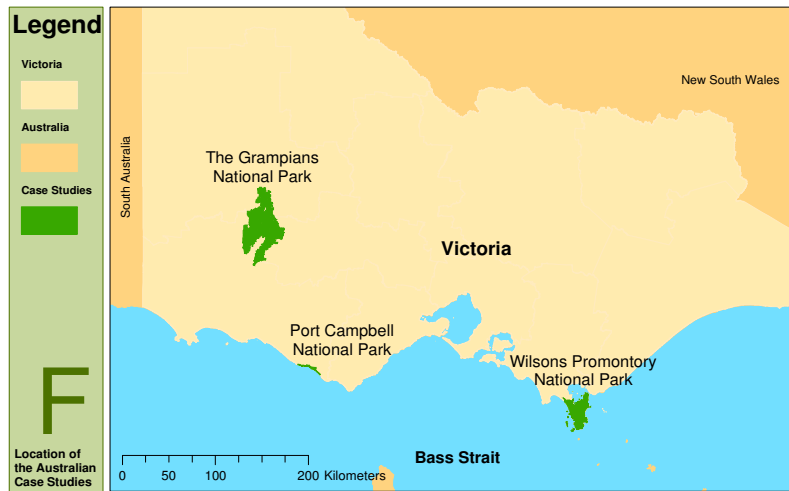 Legend
Victoria
Australia
Case Studies
F
Location of
the Australian
Case Studies
South Australia
New South Wales
The Grampians
National Park
Victoria
Port Campbell
National Park
Wilsons Promontory
National Park
Bass Strait
0 50 100 200 Kilometers